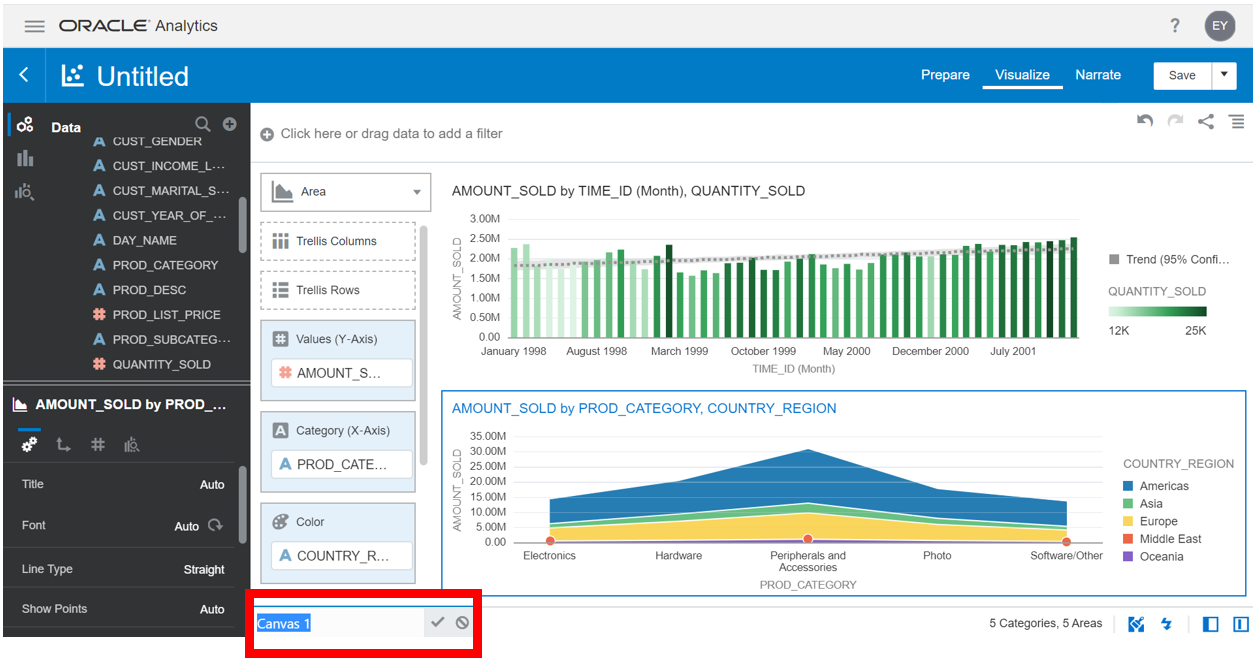 ORACLE Analytics
? EY
Untitled
Prepare Visualize Narrate Save
Data
CUST_GENDER
CUST_INCOME_L...
CUST_MARITAL_S...
CUST_YEAR_OF_...
DAY_NAME
PROD_CATEGORY
PROD_DESC
PROD_LIST_PRICE
PROD_SUBCATEG...
QUANTITY_SOLD
AMOUNT_SOLD by PROD_...
Title Auto
Font Auto
Line Type Straight
Show Points Auto
Click here or drag data to add a filter
Area
Trellis Columns
Trellis Rows
Values (Y-Axis)
AMOUNT_S...
Category (X-Axis)
PROD_CATE...
Color
COUNTRY_R...
Canvas 1
AMOUNT_SOLD by TIME_ID (Month), QUANTITY_SOLD
AMOUNT_SOLD
3.00M
2.50M
2.00M
1.50M
1.00M
0.50M
0.00
January 1998 August 1998 March 1999 October 1999 May 2000 December 2000 July 2001
TIME_ID (Month)
Trend (95% Confi...
QUANTITY_SOLD
12K 25K
AMOUNT_SOLD by PROD_CATEGORY, COUNTRY_REGION
AMOUNT_SOLD
35.00M
30.00M
25.00M
20.00M
15.00M
10.00M
5.00M
0.00
Electronics Hardware Peripherals and Photo Software/Other
Accessories
PROD_CATEGORY
COUNTRY_REGION
Americas
Asia
Europe
Middle East
Oceania
5 Categories, 5 Areas